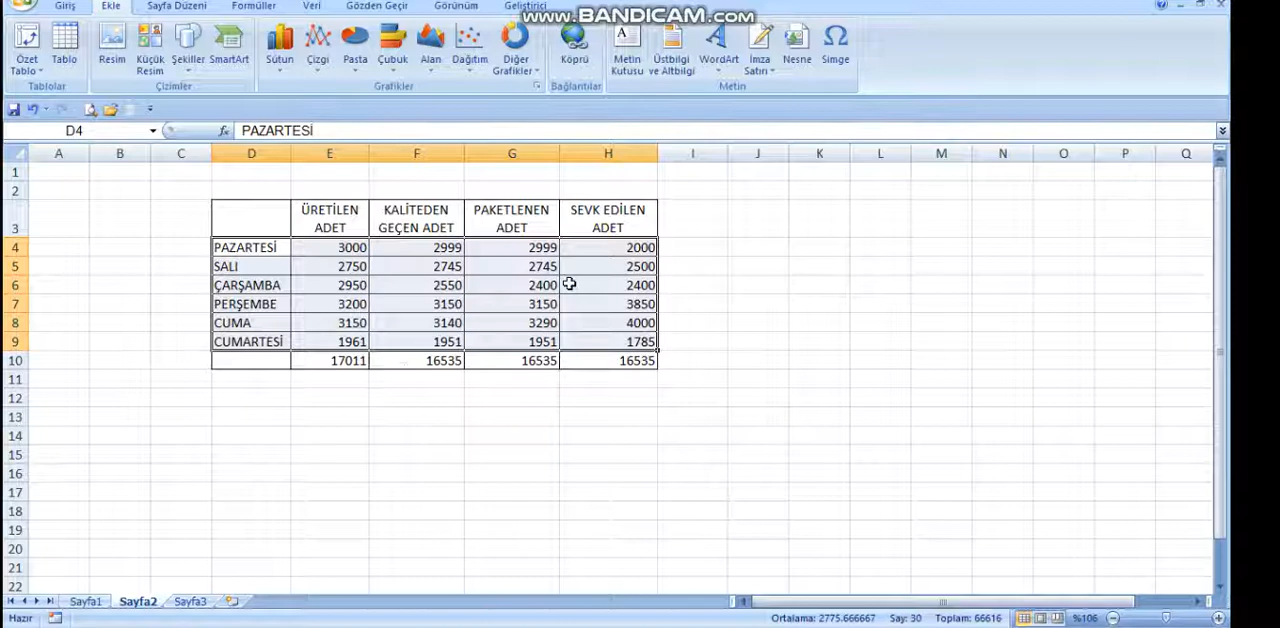 Giriş Ekle Sayfa Düzeni Formüller Veri Gözden Geçir Görünüm Geliştirici
www.BANDICAM.com
Özet Tablo Tablo Resim Küçük Resim Şekiller SmartArt Sütun Çizgi Pasta Çubuk Alan Dağıtım Diğer Grafikler Köprü Metin Kutusu Üstbilgi ve Altbilgi WordArt İmza Satırı Nesne Simge
Tablolar Çizimler Grafikler Bağlantılar Metin
D4 fx PAZARTESİ
A B C D E F G H I J K L M N O P Q
1
2
3 ÜRETİLEN ADET KALİTEDEN GEÇEN ADET PAKETLENEN ADET SEVK EDİLEN ADET
4 PAZARTESİ 3000 2999 2999 2000
5 SALI 2750 2745 2745 2500
6 ÇARŞAMBA 2950 2550 2400 2400
7 PERŞEMBE 3200 3150 3150 3850
8 CUMA 3150 3140 3290 4000
9 CUMARTESİ 1961 1951 1951 1785
10 17011 16535 16535 16535
11
12
13
14
15
16
17
18
19
20
21
22
Sayfa1 Sayfa2 Sayfa3
Hazır Ortalama: 2775.666667 Say: 30 Toplam: 66616 %106